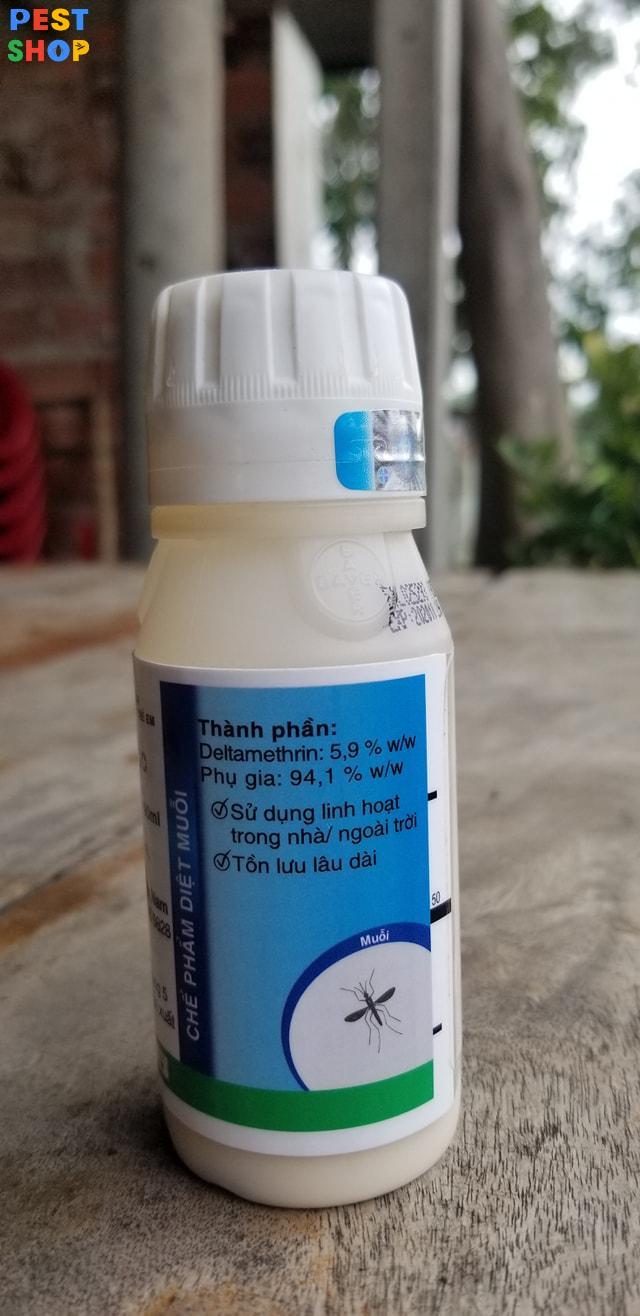 PEST
SHOP
BAYER
Thành phần:
Deltamethrin: 5,9 % w/w
Phụ gia: 94,1 % w/w
Sử dụng linh hoạt
trong nhà/ ngoài trời
Tồn lưu lâu dài
CHẾ PHẨM DIỆT MUỖI
Muỗi
50